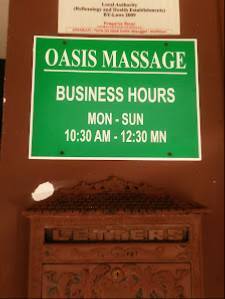 Local Authority
(Reflexology and Health Establishments)
BY-Laws 2009
OASIS MASSAGE
BUSINESS HOURS
MON - SUN
10:30 AM - 12:30 MN
LETTERS